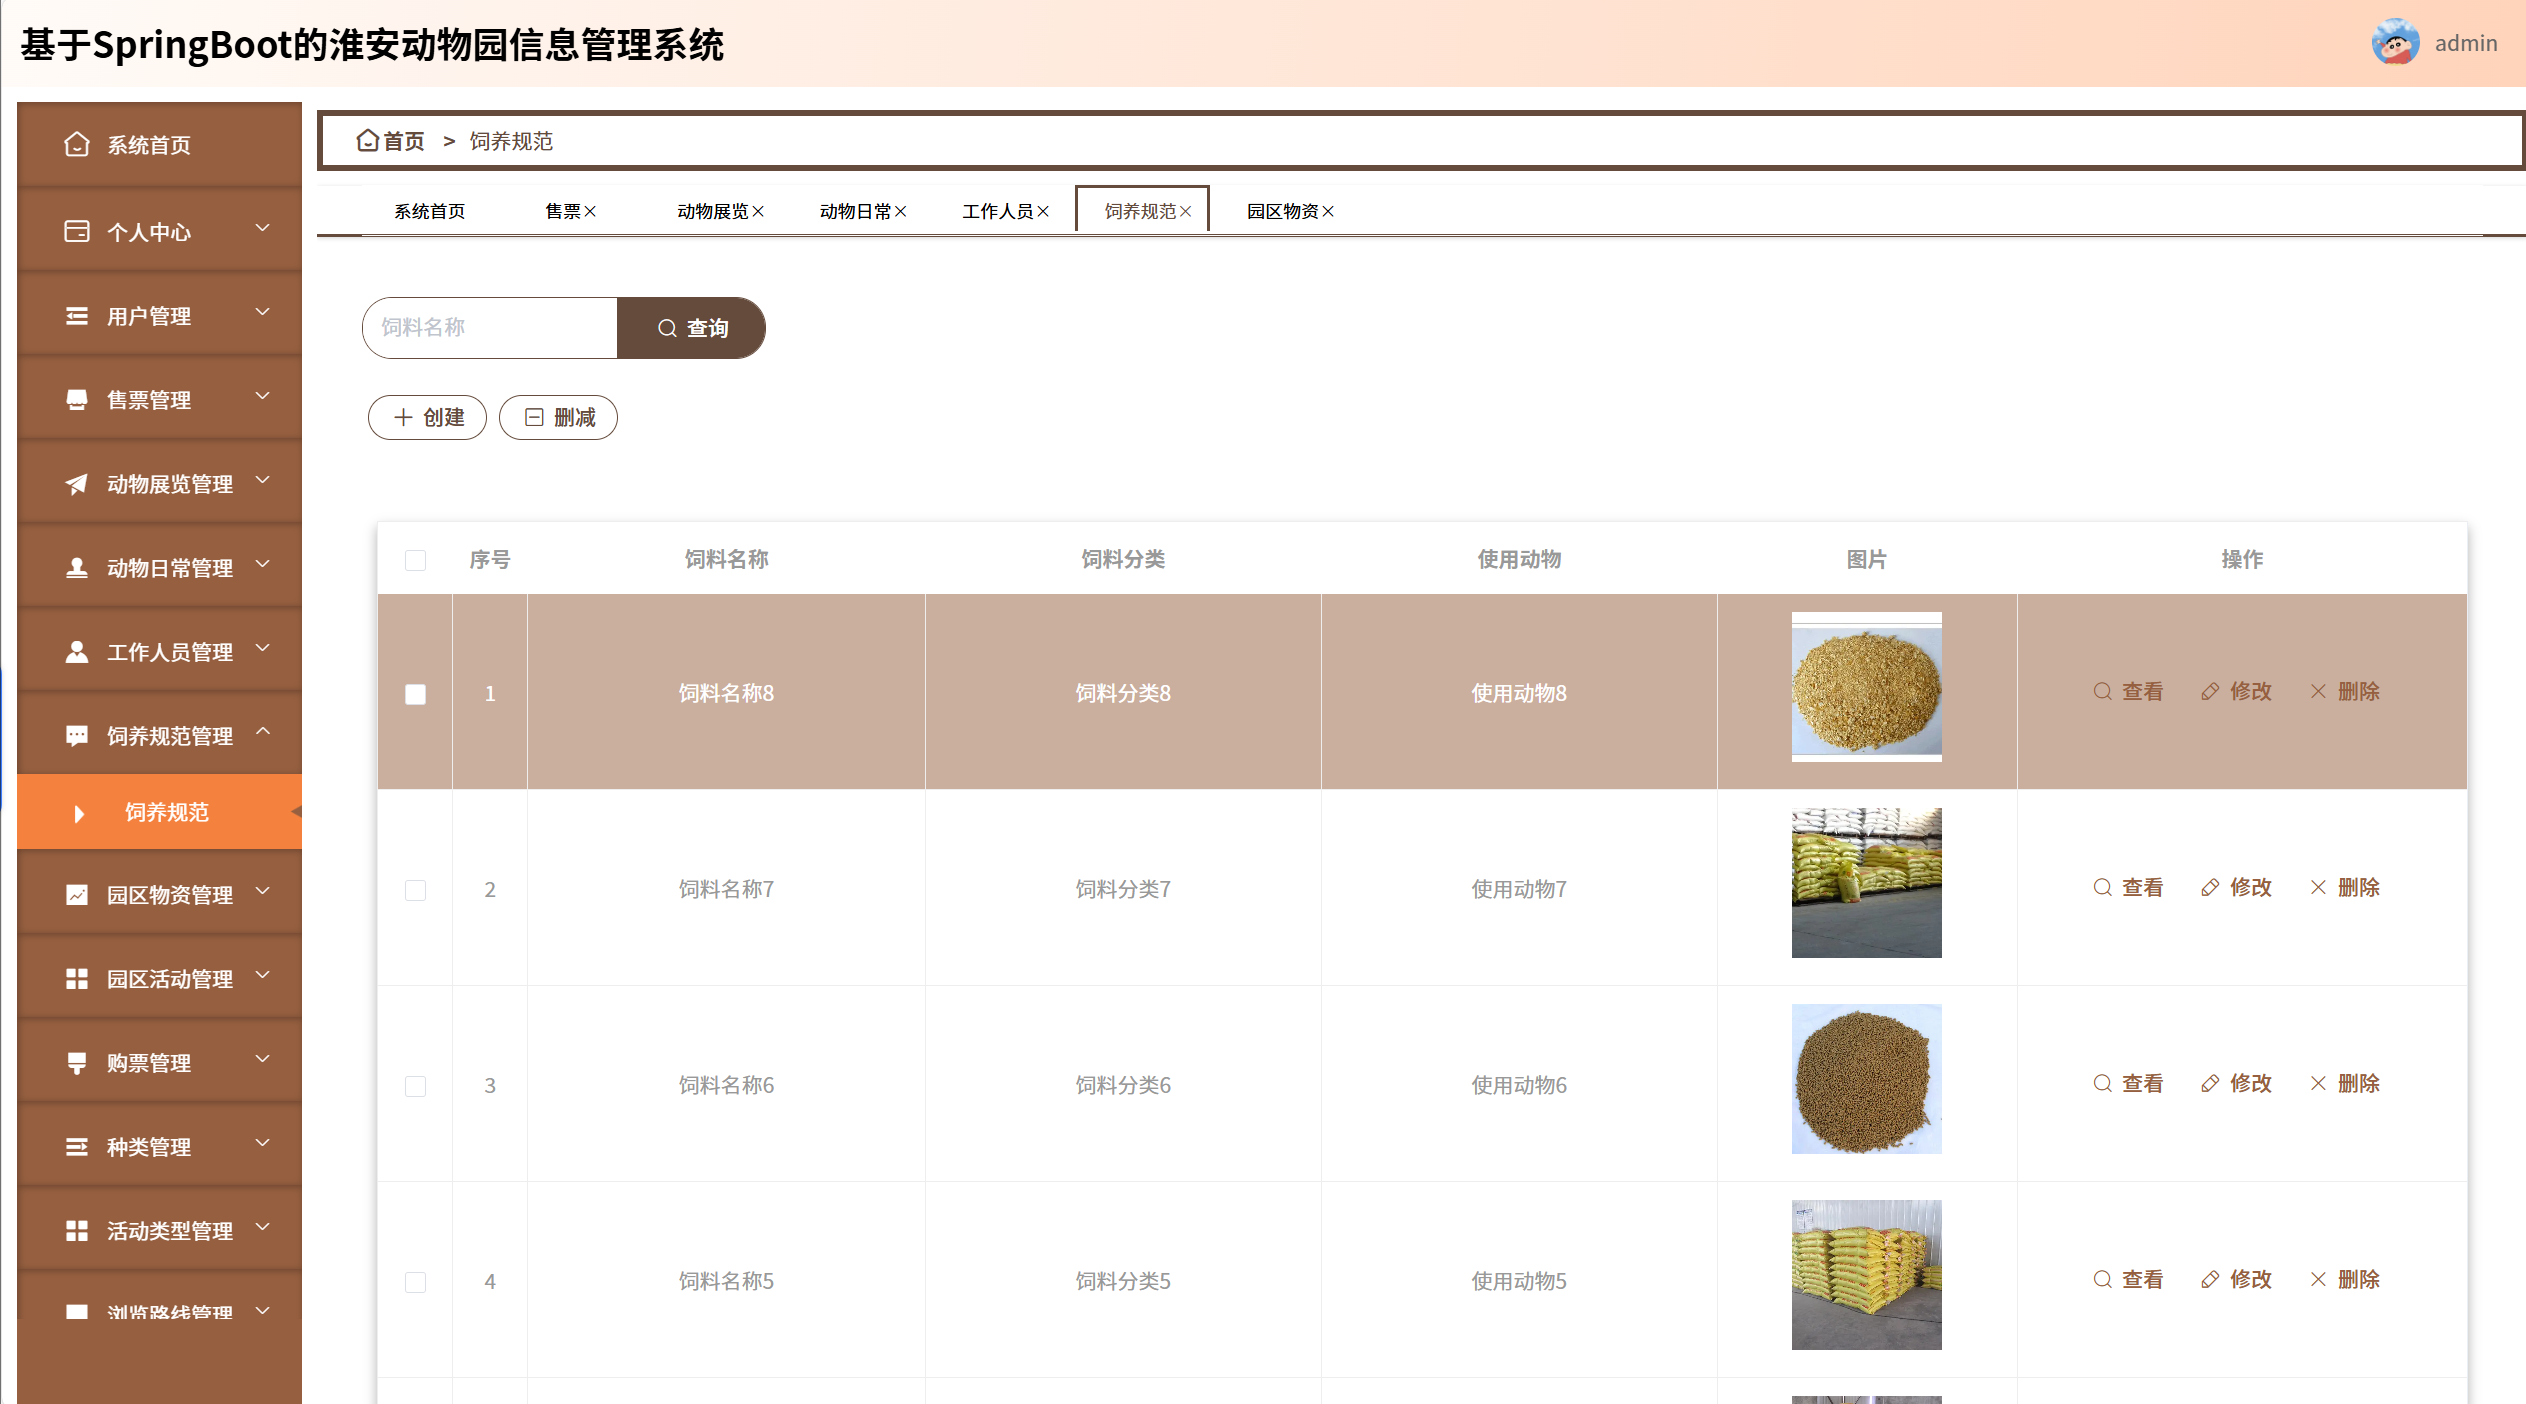 基于SpringBoot的淮安动物园信息管理系统
admin
系统首页
个人中心
用户管理
售票管理
动物展览管理
动物日常管理
工作人员管理
饲养规范管理
饲养规范
园区物资管理
园区活动管理
购票管理
种类管理
活动类型管理
浏览路线管理
首页 > 饲养规范
系统首页 售票× 动物展览× 动物日常× 工作人员× 饲养规范× 园区物资×
饲料名称 查询
+ 创建 删减
序号 饲料名称 饲料分类 使用动物 图片 操作
1 饲料名称8 饲料分类8 使用动物8 查看 修改 × 删除
2 饲料名称7 饲料分类7 使用动物7 查看 修改 × 删除
3 饲料名称6 饲料分类6 使用动物6 查看 修改 × 删除
4 饲料名称5 饲料分类5 使用动物5 查看 修改 × 删除